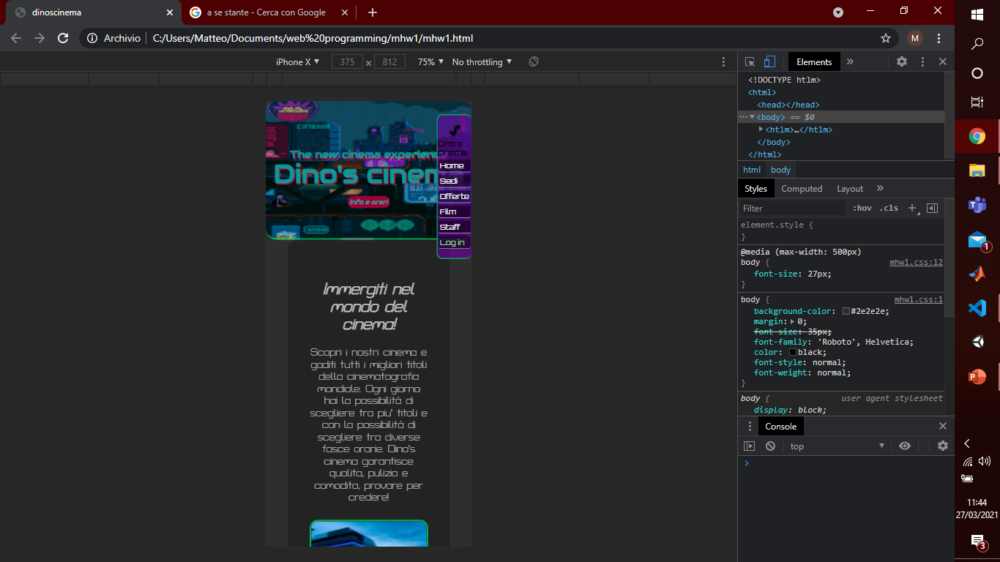 dinoscinema
a se stante - Cerca con Google
Archivio
C:/Users/Matteo/Documents/web%20programming/mhw1/mhw1.html
M
iPhone X
375
×
812
75%
No throttling
CINEMA
The new cinema experien
Dino's cinem
info e orari
PUB
Dino's
cinema
Home
Sedi
Offerte
Film
Staff
Log in
Immergiti nel
mondo del
cinema!
Scopri i nostri cinema e
goditi tutti i migliori titoli
della cinematografia
mondiale. Ogni giorno
hai la possibilità di
scegliere tra piu' titoli e
con la possibilità di
scegliere tra diverse
fasce orarie. Dino's
cinema garantisce
qualita, pulizia e
comodita, provare per
credere!
Elements
<!DOCTYPE htlm>
<html>
<head></head>
<body> == $0
<htlm>…</htlm>
</body>
</html>
html body
Styles Computed Layout
Filter :hov .cls
element.style {
}
@media (max-width: 500px)
body { mhw1.css:12
font-size: 27px;
}
body { mhw1.css:1
background-color: #2e2e2e;
margin: 0;
font-size: 35px;
font-family: 'Roboto', Helvetica;
color: black;
font-style: normal;
font-weight: normal;
}
body { user agent stylesheet
display: block;
Console
top
1
11:44
27/03/2021
3